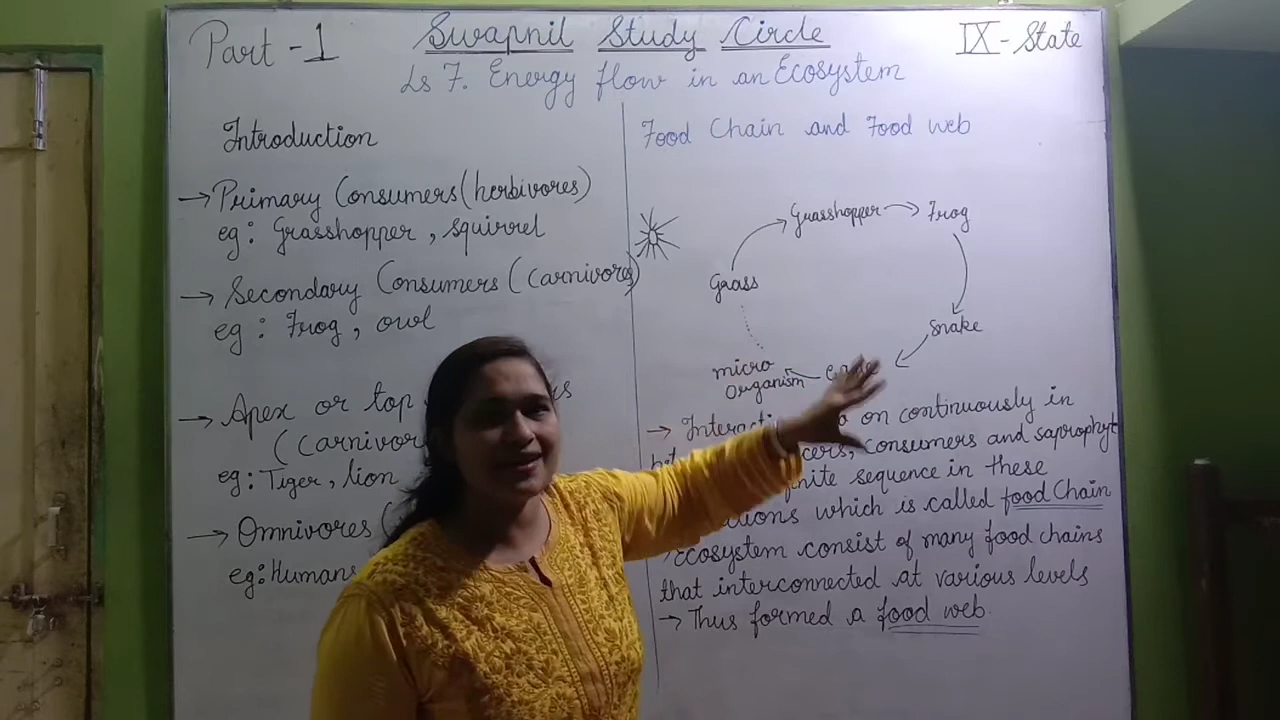 Part - 1
Swapnil Study Circle
IX - State
Ls 7. Energy flow in an Ecosystem
Introduction
→ Primary Consumers (herbivores)
eg: Grasshopper, squirrel
→ Secondary Consumers (carnivores)
eg: Frog, owl
→ Apex or top
(carnivor
eg: Tiger, lion
→ Omnivores (
eg: Humans
Food Chain and Food web
Grasshopper → Frog
Grass
Snake
micro
Organism
→ Interacti on continuously in
consumers and saprophyt
sequence in these
which is called food Chain
Ecosystem consist of many food chains
that interconnected at various levels
→ Thus formed a food web.